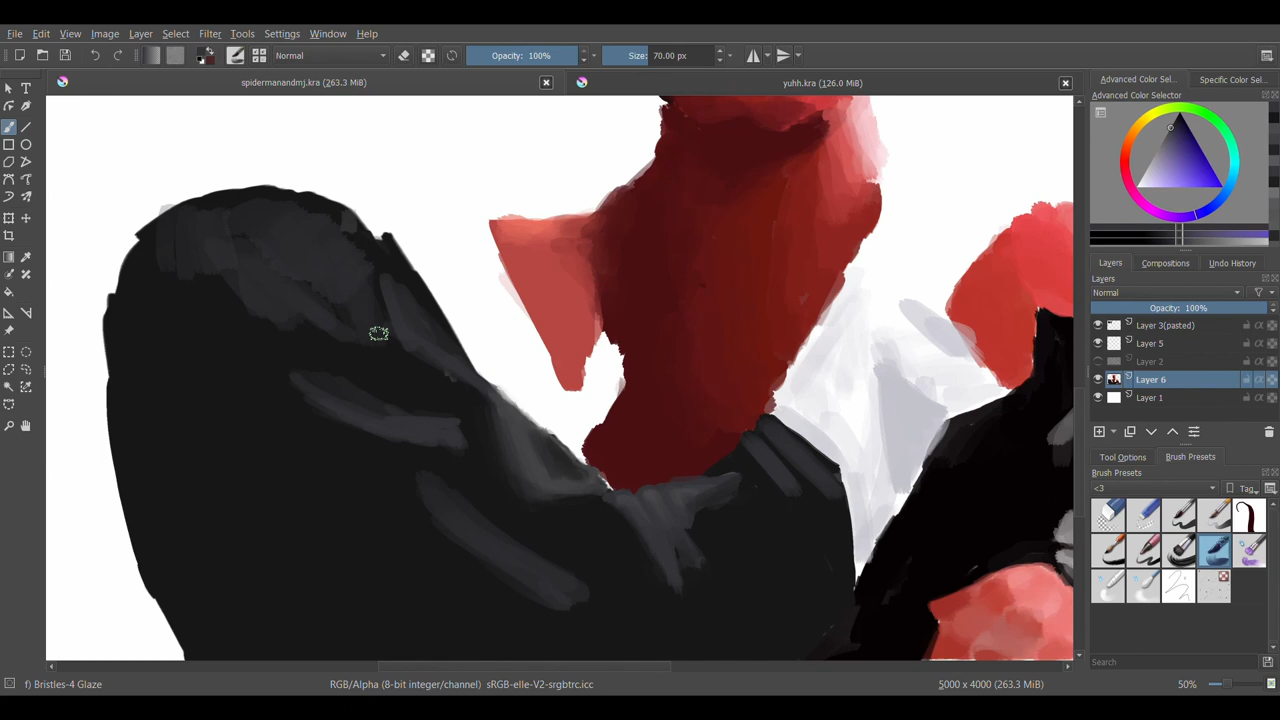 File Edit View Image Layer Select Filter Tools Settings Window Help
Normal Opacity: 100% Size: 70.00 px
spidermanandmj.kra (263.3 MiB) yuhh.kra (126.0 MiB)
Advanced Color Sel... Specific Color Sel...
Advanced Color Selector
Layers Compositions Undo History
Layers
Normal
Opacity: 100%
Layer 3(pasted)
Layer 5
Layer 2
Layer 6
Layer 1
Tool Options Brush Presets
Brush Presets
<3 Tag
Search
f) Bristles-4 Glaze RGB/Alpha (8-bit integer/channel) sRGB-elle-V2-srgbtrc.icc 5000 x 4000 (263.3 MiB) 50%